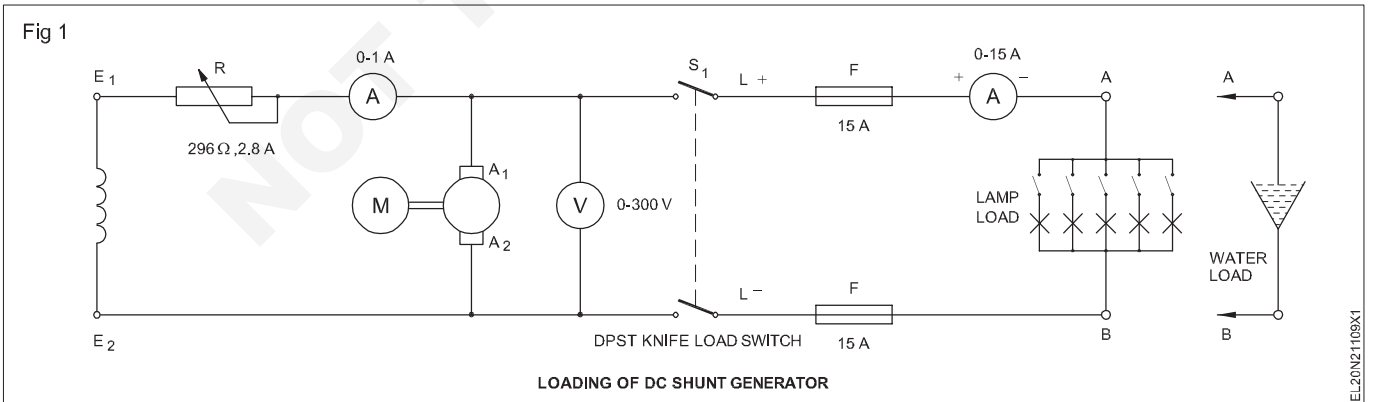 NOT T
Fig 1
0-1 A
0-15 A
E1
R
S1
L +
F
+
−
A
A
A
A
296 Ω ,2.8 A
15 A
A1
M
V
0-300 V
LAMP
LOAD
A2
WATER
LOAD
L −
F
E2
DPST KNIFE LOAD SWITCH
15 A
B
B
LOADING OF DC SHUNT GENERATOR
EL20N21109X1